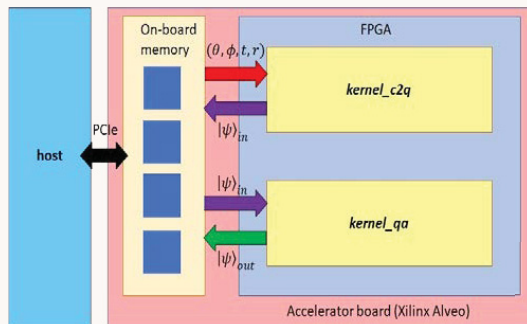 On-board
memory
FPGA
(θ, ϕ, t, r)
kernel_c2q
|ψ⟩in
PCIe
host
|ψ⟩in
kernel_qa
|ψ⟩out
Accelerator board (Xilinx Alveo)